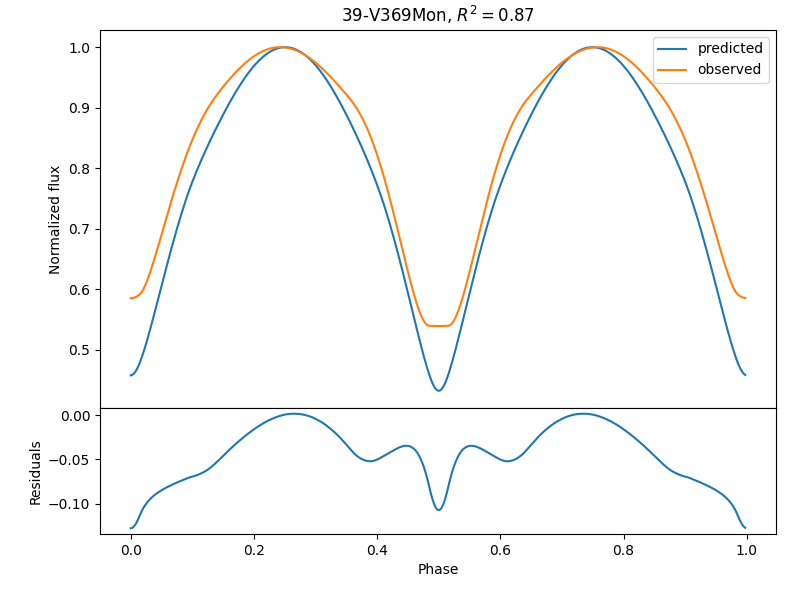 39-V369Mon, $R^2 = 0.87$
predicted
observed
Normalized flux
1.0
0.9
0.8
0.7
0.6
0.5
Residuals
0.00
−0.05
−0.10
0.0 0.2 0.4 0.6 0.8 1.0
Phase